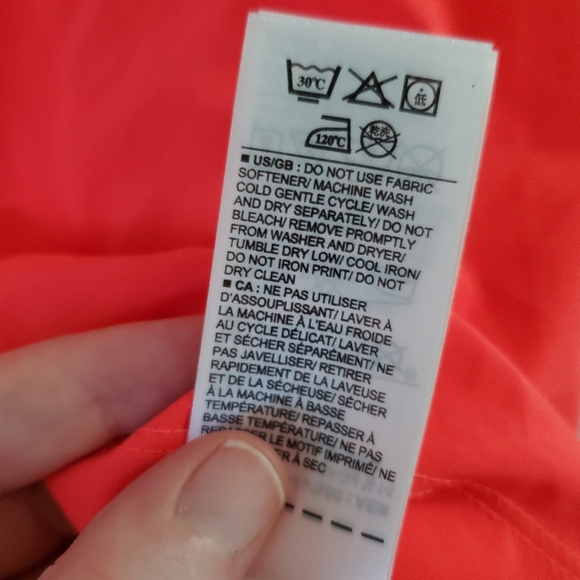 30℃
低
120℃
乾洗
■ US/GB : DO NOT USE FABRIC
SOFTENER/ MACHINE WASH
COLD GENTLE CYCLE/ WASH
AND DRY SEPARATELY/ DO NOT
BLEACH/ REMOVE PROMPTLY
FROM WASHER AND DRYER/
TUMBLE DRY LOW/ COOL IRON/
DO NOT IRON PRINT/ DO NOT
DRY CLEAN
■ CA : NE PAS UTILISER
D'ASSOUPLISSANT/ LAVER À
LA MACHINE À L'EAU FROIDE
AU CYCLE DÉLICAT/ LAVER
ET SÉCHER SÉPARÉMENT/ NE
PAS JAVELLISER/ RETIRER
RAPIDEMENT DE LA LAVEUSE
ET DE LA SÉCHEUSE/ SÉCHER
À LA MACHINE À BASSE
TEMPÉRATURE/ REPASSER À
BASSE TEMPÉRATURE/ NE PAS
REPASSER LE MOTIF IMPRIMÉ/ NE
À SEC